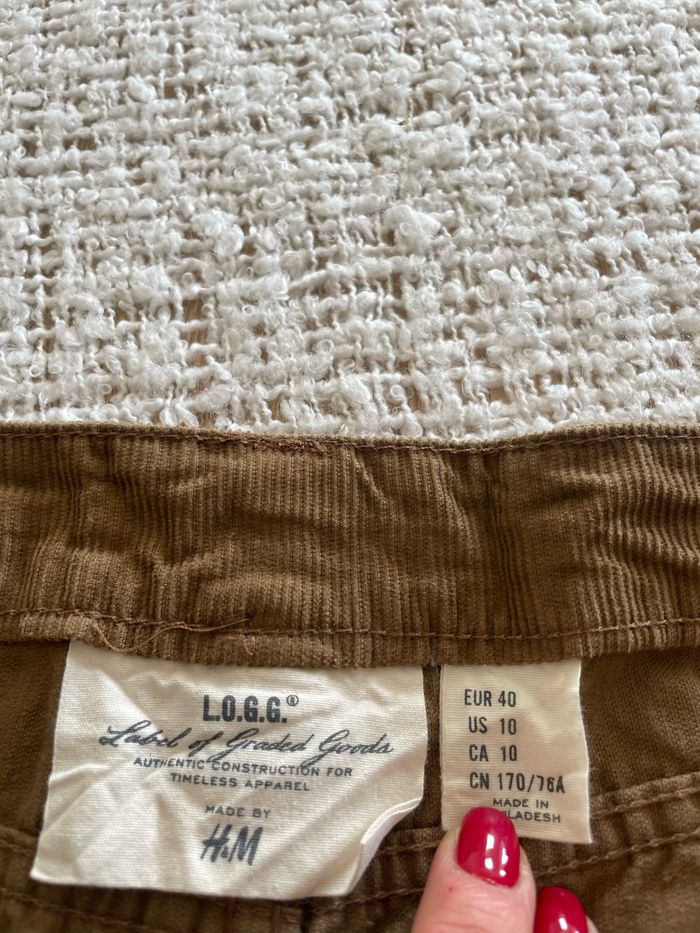 L.O.G.G.®
Label of Graded Goods
AUTHENTIC CONSTRUCTION FOR
TIMELESS APPAREL
MADE BY
H&M
EUR 40
US 10
CA 10
CN 170/76A
MADE IN